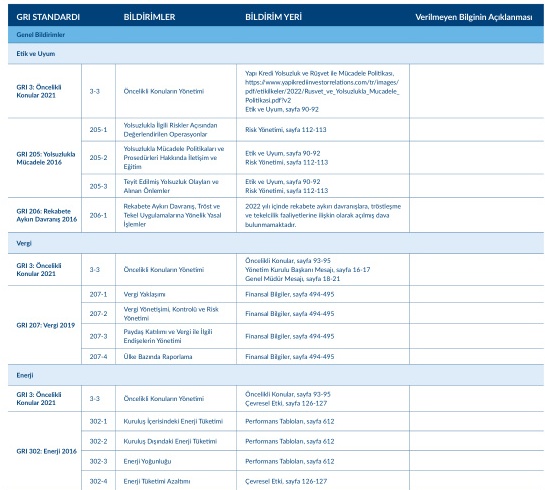 GRI STANDARDI BİLDİRİMLER BİLDİRİM YERİ Verilmeyen Bilginin Açıklanması
Genel Bildirimler
Etik ve Uyum
GRI 3: Öncelikli
Konular 2021
3-3
Öncelikli Konuların Yönetimi
Yapı Kredi Yolsuzluk ve Rüşvet ile Mücadele Politikası,
https://www.yapikrediinvestorrelations.com/tr/images/
pdf/etikilkeler/2022/Rusvet_ve_Yolsuzlukla_Mucadele_
Politikasi.pdf?v2
Etik ve Uyum, sayfa 90-92
GRI 205: Yolsuzlukla
Mücadele 2016
205-1
Yolsuzlukla İlgili Riskler Açısından
Değerlendirilen Operasyonlar
Risk Yönetimi, sayfa 112-113
205-2
Yolsuzlukla Mücadele Politikaları ve
Prosedürleri Hakkında İletişim ve
Eğitim
Etik ve Uyum, sayfa 90-92
Risk Yönetimi, sayfa 112-113
205-3
Teyit Edilmiş Yolsuzluk Olayları ve
Alınan Önlemler
Etik ve Uyum, sayfa 90-92
Risk Yönetimi, sayfa 112-113
GRI 206: Rekabete
Aykırı Davranış 2016
206-1
Rekabete Aykırı Davranış, Tröst ve
Tekel Uygulamalarına Yönelik Yasal
İşlemler
2022 yılı içinde rekabete aykırı davranışlara, tröstleşme
ve tekelcilik faaliyetlerine ilişkin olarak açılmış dava
bulunmamaktadır.
Vergi
GRI 3: Öncelikli
Konular 2021
3-3
Öncelikli Konuların Yönetimi
Öncelikli Konular, sayfa 93-95
Yönetim Kurulu Başkanı Mesajı, sayfa 16-17
Genel Müdür Mesajı, sayfa 18-21
GRI 207: Vergi 2019
207-1
Vergi Yaklaşımı
Finansal Bilgiler, sayfa 494-495
207-2
Vergi Yönetişimi, Kontrolü ve Risk
Yönetimi
Finansal Bilgiler, sayfa 494-495
207-3
Paydaş Katılımı ve Vergi ile İlgili
Endişelerin Yönetimi
Finansal Bilgiler, sayfa 494-495
207-4
Ülke Bazında Raporlama
Finansal Bilgiler, sayfa 494-495
Enerji
GRI 3: Öncelikli
Konular 2021
3-3
Öncelikli Konuların Yönetimi
Öncelikli Konular, sayfa 93-95
Çevresel Etki, sayfa 126-127
GRI 302: Enerji 2016
302-1
Kuruluş İçerisindeki Enerji Tüketimi
Performans Tabloları, sayfa 612
302-2
Kuruluş Dışındaki Enerji Tüketimi
Performans Tabloları, sayfa 612
302-3
Enerji Yoğunluğu
Performans Tabloları, sayfa 612
302-4
Enerji Tüketimi Azaltımı
Çevresel Etki, sayfa 126-127